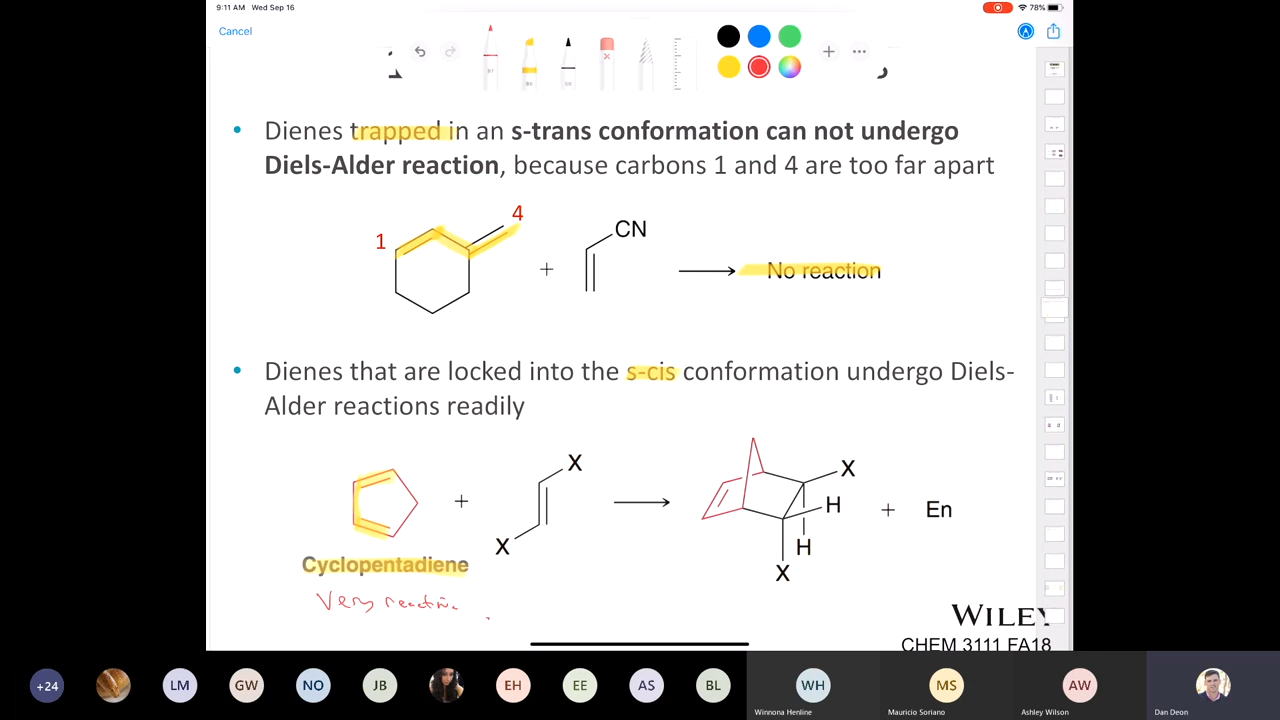 9:11 AM Wed Sep 16
78%
Cancel
• Dienes trapped in an s-trans conformation can not undergo
Diels-Alder reaction, because carbons 1 and 4 are too far apart
1
4
+
CN
No reaction
• Dienes that are locked into the s-cis conformation undergo Diels-
Alder reactions readily
+
X
X
X
H
H
X
+ En
Cyclopentadiene
Very reactive
WILEY
CHEM 3111 FA18
+24
LM
GW
NO
JB
EH
EE
AS
BL
WH
MS
AW
Winnona Henline
Mauricio Soriano
Ashley Wilson
Dan Deon